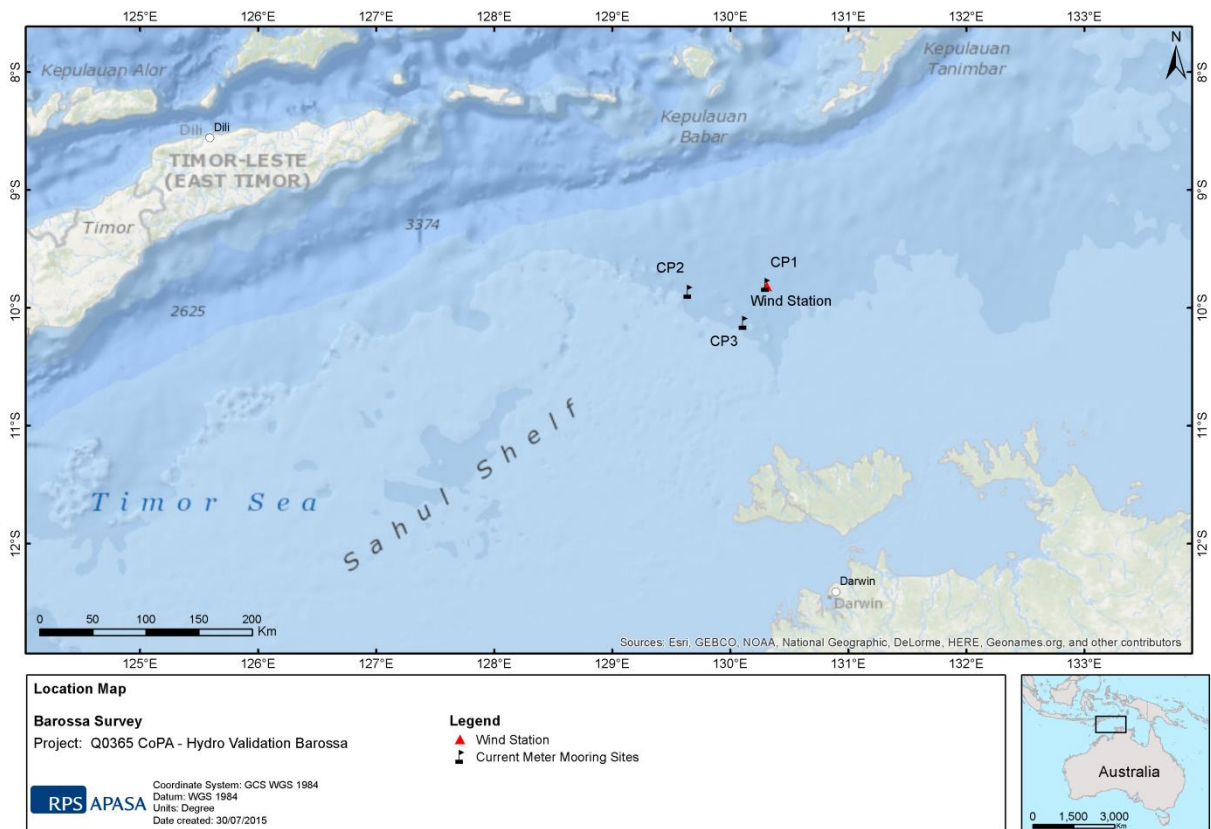 125°E 126°E 127°E 128°E 129°E 130°E 131°E 132°E 133°E
N
Kepulauan Alor
Kepulauan
Tanimbar
8°S 8°S
Kepulauan
Babar
Dili Dili
TIMOR-LESTE
(EAST TIMOR)
9°S 9°S
Timor
3374
CP2 CP1
Wind Station
2625
10°S 10°S
CP3
11°S 11°S
Sahul Shelf
Timor Sea
12°S 12°S
Darwin
Darwin
0 50 100 150 200
Km
Sources: Esri, GEBCO, NOAA, National Geographic, DeLorme, HERE, Geonames.org, and other contributors
125°E 126°E 127°E 128°E 129°E 130°E 131°E 132°E 133°E
Location Map
Barossa Survey
Project: Q0365 CoPA - Hydro Validation Barossa
Legend
Wind Station
Current Meter Mooring Sites
RPS APASA
Coordinate System: GCS WGS 1984
Datum: WGS 1984
Units: Degree
Date created: 30/07/2015
Australia
0 1,500 3,000
Km